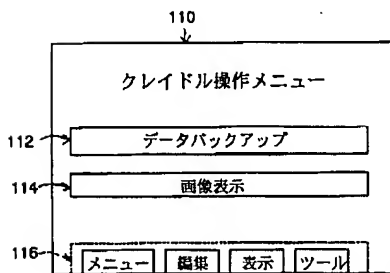 110
クレイドル操作メニュー
112 データバックアップ
114 画像表示
116 メニュー 編集 表示 ツール